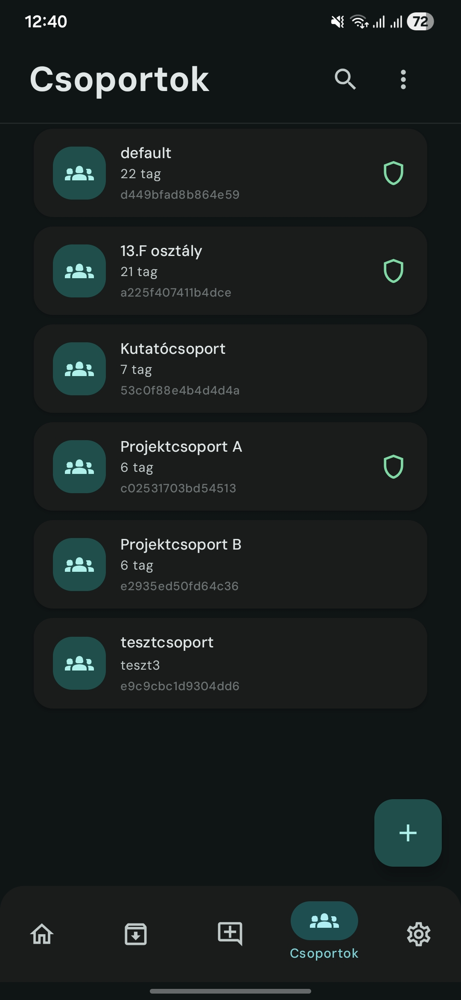 12:40
72
Csoportok
default
22 tag
d449bfad8b864e59
13.F osztály
21 tag
a225f407411b4dce
Kutatócsoport
7 tag
53c0f88e4b4d4d4a
Projektcsoport A
6 tag
c02531703bd54513
Projektcsoport B
6 tag
e2935ed50fd64c36
tesztcsoport
teszt3
e9c9cbc1d9304dd6
Csoportok